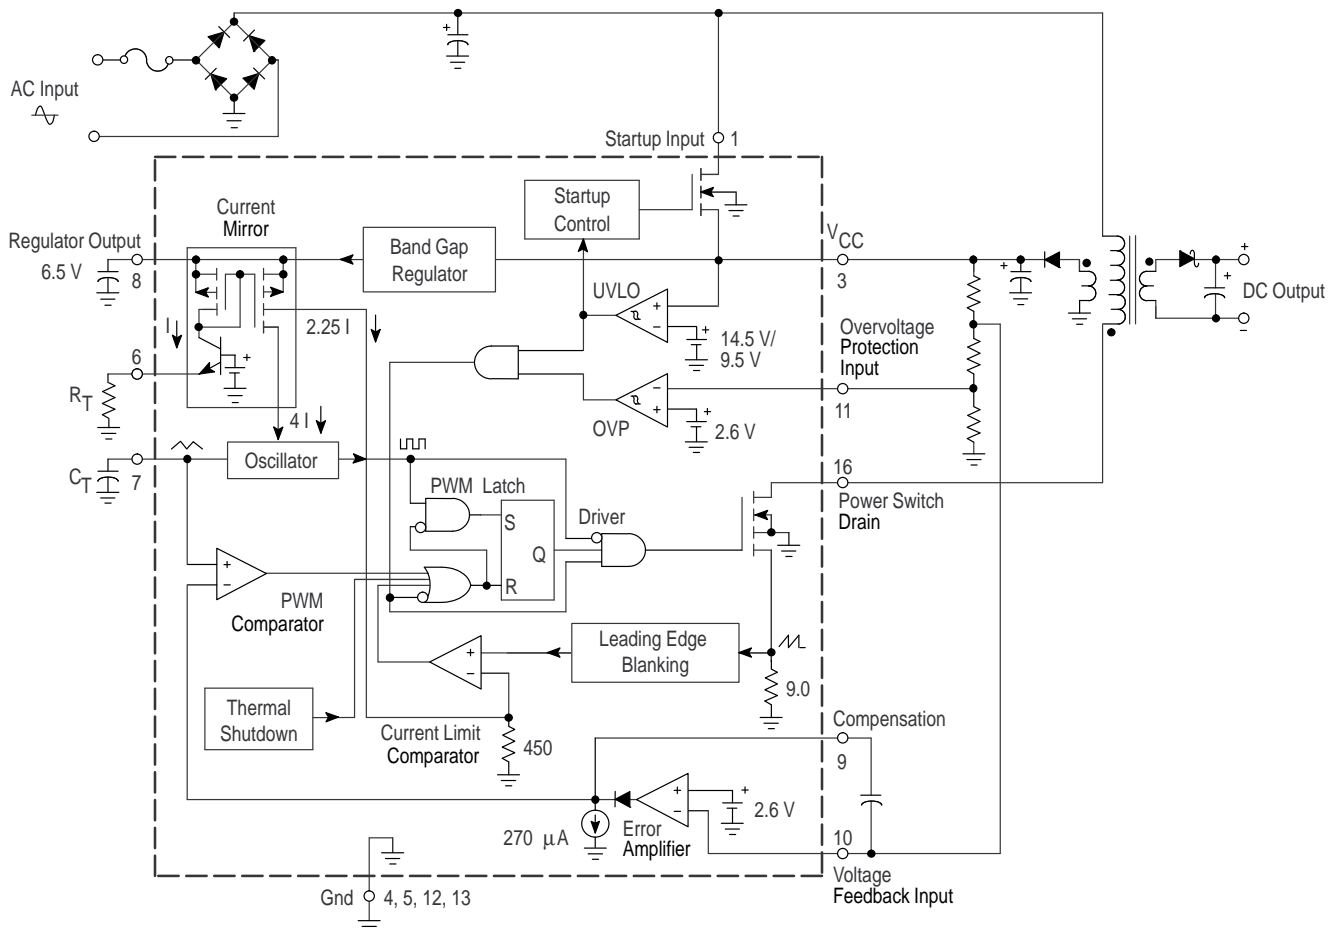 AC Input
Startup Input
1
Current
Mirror
Startup
Control
Regulator Output
6.5 V
8
Band Gap
Regulator
VCC
3
DC Output
+
-
UVLO
14.5 V/
9.5 V
I
2.25 I
6
RT
4 I
Overvoltage
Protection
Input
11
OVP
2.6 V
CT
7
Oscillator
PWM Latch
S
Q
R
Driver
16
Power Switch
Drain
PWM
Comparator
Leading Edge
Blanking
9.0
Thermal
Shutdown
Current Limit
Comparator
450
Compensation
9
270 µA
Error
Amplifier
2.6 V
10
Voltage
Feedback Input
Gnd
4, 5, 12, 13